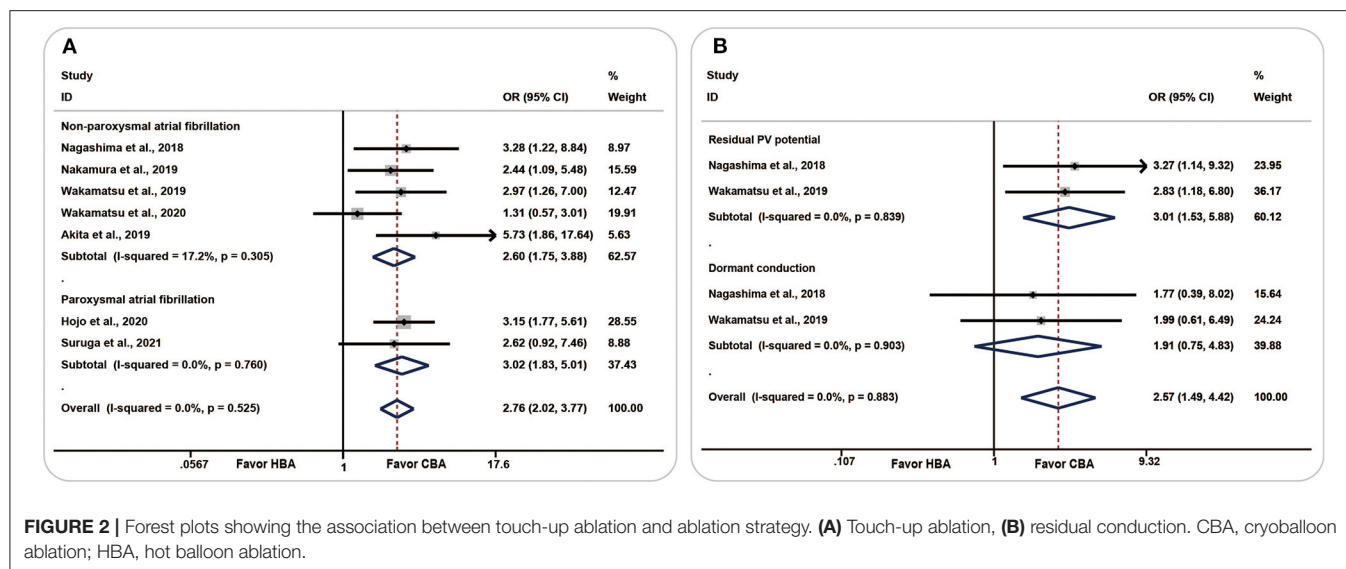 A
Study %
ID OR (95% CI) Weight
Non-paroxysmal atrial fibrillation
Nagashima et al., 2018 3.28 (1.22, 8.84) 8.97
Nakamura et al., 2019 2.44 (1.09, 5.48) 15.59
Wakamatsu et al., 2019 2.97 (1.26, 7.00) 12.47
Wakamatsu et al., 2020 1.31 (0.57, 3.01) 19.91
Akita et al., 2019 5.73 (1.86, 17.64) 5.63
Subtotal (I-squared = 17.2%, p = 0.305) 2.60 (1.75, 3.88) 62.57
.
Paroxysmal atrial fibrillation
Hojo et al., 2020 3.15 (1.77, 5.61) 28.55
Suruga et al., 2021 2.62 (0.92, 7.46) 8.88
Subtotal (I-squared = 0.0%, p = 0.760) 3.02 (1.83, 5.01) 37.43
.
Overall (I-squared = 0.0%, p = 0.525) 2.76 (2.02, 3.77) 100.00
.0567 Favor HBA 1 Favor CBA 17.6
B
Study %
ID OR (95% CI) Weight
Residual PV potential
Nagashima et al., 2018 3.27 (1.14, 9.32) 23.95
Wakamatsu et al., 2019 2.83 (1.18, 6.80) 36.17
Subtotal (I-squared = 0.0%, p = 0.839) 3.01 (1.53, 5.88) 60.12
.
Dormant conduction
Nagashima et al., 2018 1.77 (0.39, 8.02) 15.64
Wakamatsu et al., 2019 1.99 (0.61, 6.49) 24.24
Subtotal (I-squared = 0.0%, p = 0.903) 1.91 (0.75, 4.83) 39.88
.
Overall (I-squared = 0.0%, p = 0.883) 2.57 (1.49, 4.42) 100.00
.107 Favor HBA 1 Favor CBA 9.32
FIGURE 2 | Forest plots showing the association between touch-up ablation and ablation strategy. (A) Touch-up ablation, (B) residual conduction. CBA, cryoballoon
ablation; HBA, hot balloon ablation.